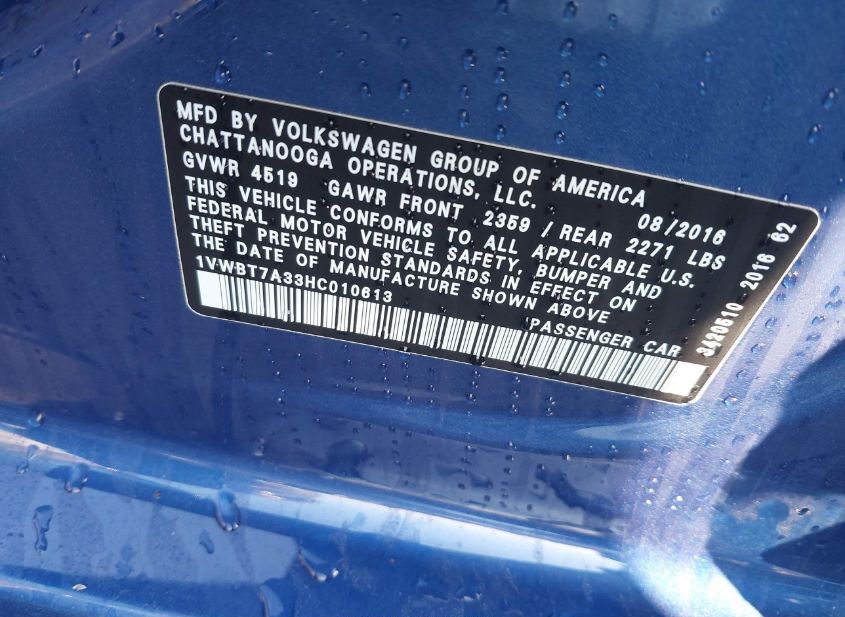 MFD BY VOLKSWAGEN GROUP OF AMERICA
CHATTANOOGA OPERATIONS, LLC. 08/2016
GVWR 4519 GAWR FRONT 2359 / REAR 2271 LBS
THIS VEHICLE CONFORMS TO ALL APPLICABLE U.S.
FEDERAL MOTOR VEHICLE SAFETY, BUMPER AND
THEFT PREVENTION STANDARDS IN EFFECT ON
THE DATE OF MANUFACTURE SHOWN ABOVE
1VWBT7A33HC010613 PASSENGER CAR
3420510 2016 62